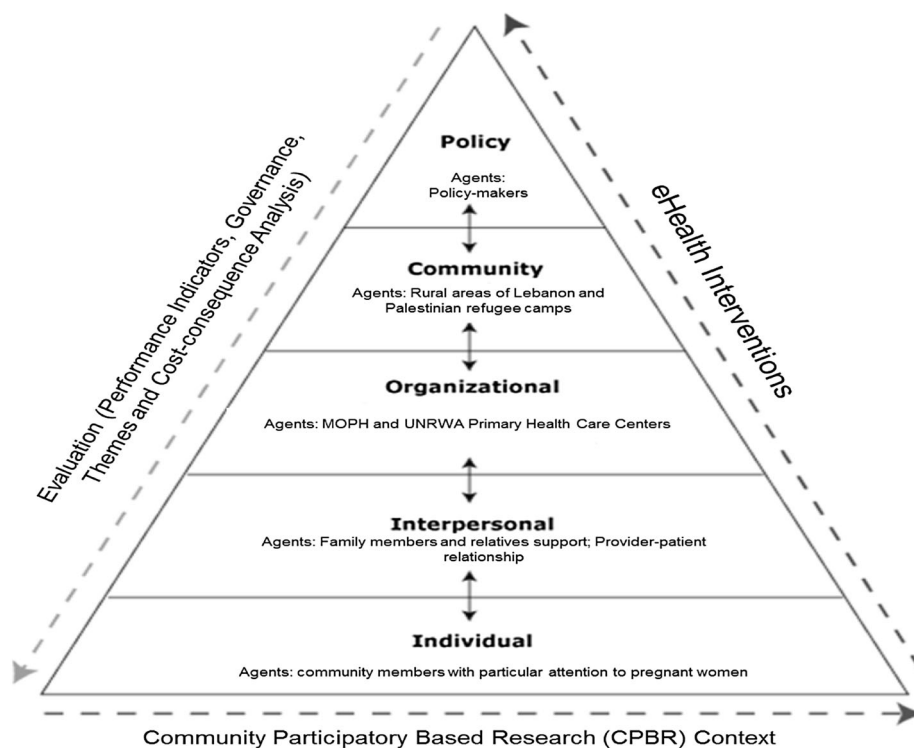 Policy
Agents:
Policy-makers
Community
Agents: Rural areas of Lebanon and
Palestinian refugee camps
Organizational
Agents: MOPH and UNRWA Primary Health Care Centers
Interpersonal
Agents: Family members and relatives support; Provider-patient
relationship
Individual
Agents: community members with particular attention to pregnant women
Evaluation (Performance Indicators, Governance,
Themes and Cost-consequence Analysis)
eHealth Interventions
Community Participatory Based Research (CPBR) Context